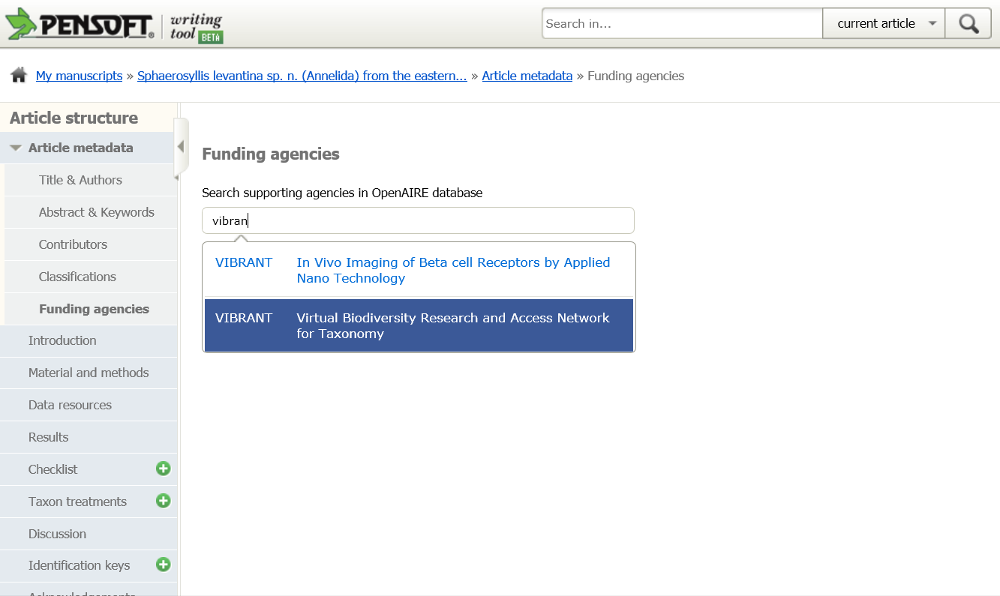 PENSOFT® writing tool BETA
Search in...
current article
My manuscripts » Sphaerosyllis levantina sp. n. (Annelida) from the eastern... » Article metadata » Funding agencies
Article structure
Article metadata
Title & Authors
Abstract & Keywords
Contributors
Classifications
Funding agencies
Introduction
Material and methods
Data resources
Results
Checklist
Taxon treatments
Discussion
Identification keys
Acknowledgements
Funding agencies
Search supporting agencies in OpenAIRE database
vibran
VIBRANT In Vivo Imaging of Beta cell Receptors by Applied
Nano Technology
VIBRANT Virtual Biodiversity Research and Access Network
for Taxonomy